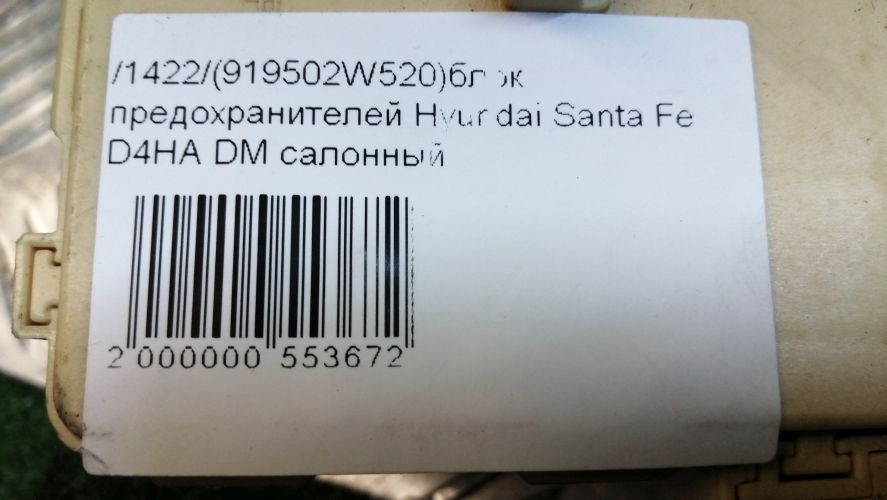 /1422/(919502W520)блок
предохранителей Hyundai Santa Fe
D4HA DM салонный
2 000000 553672